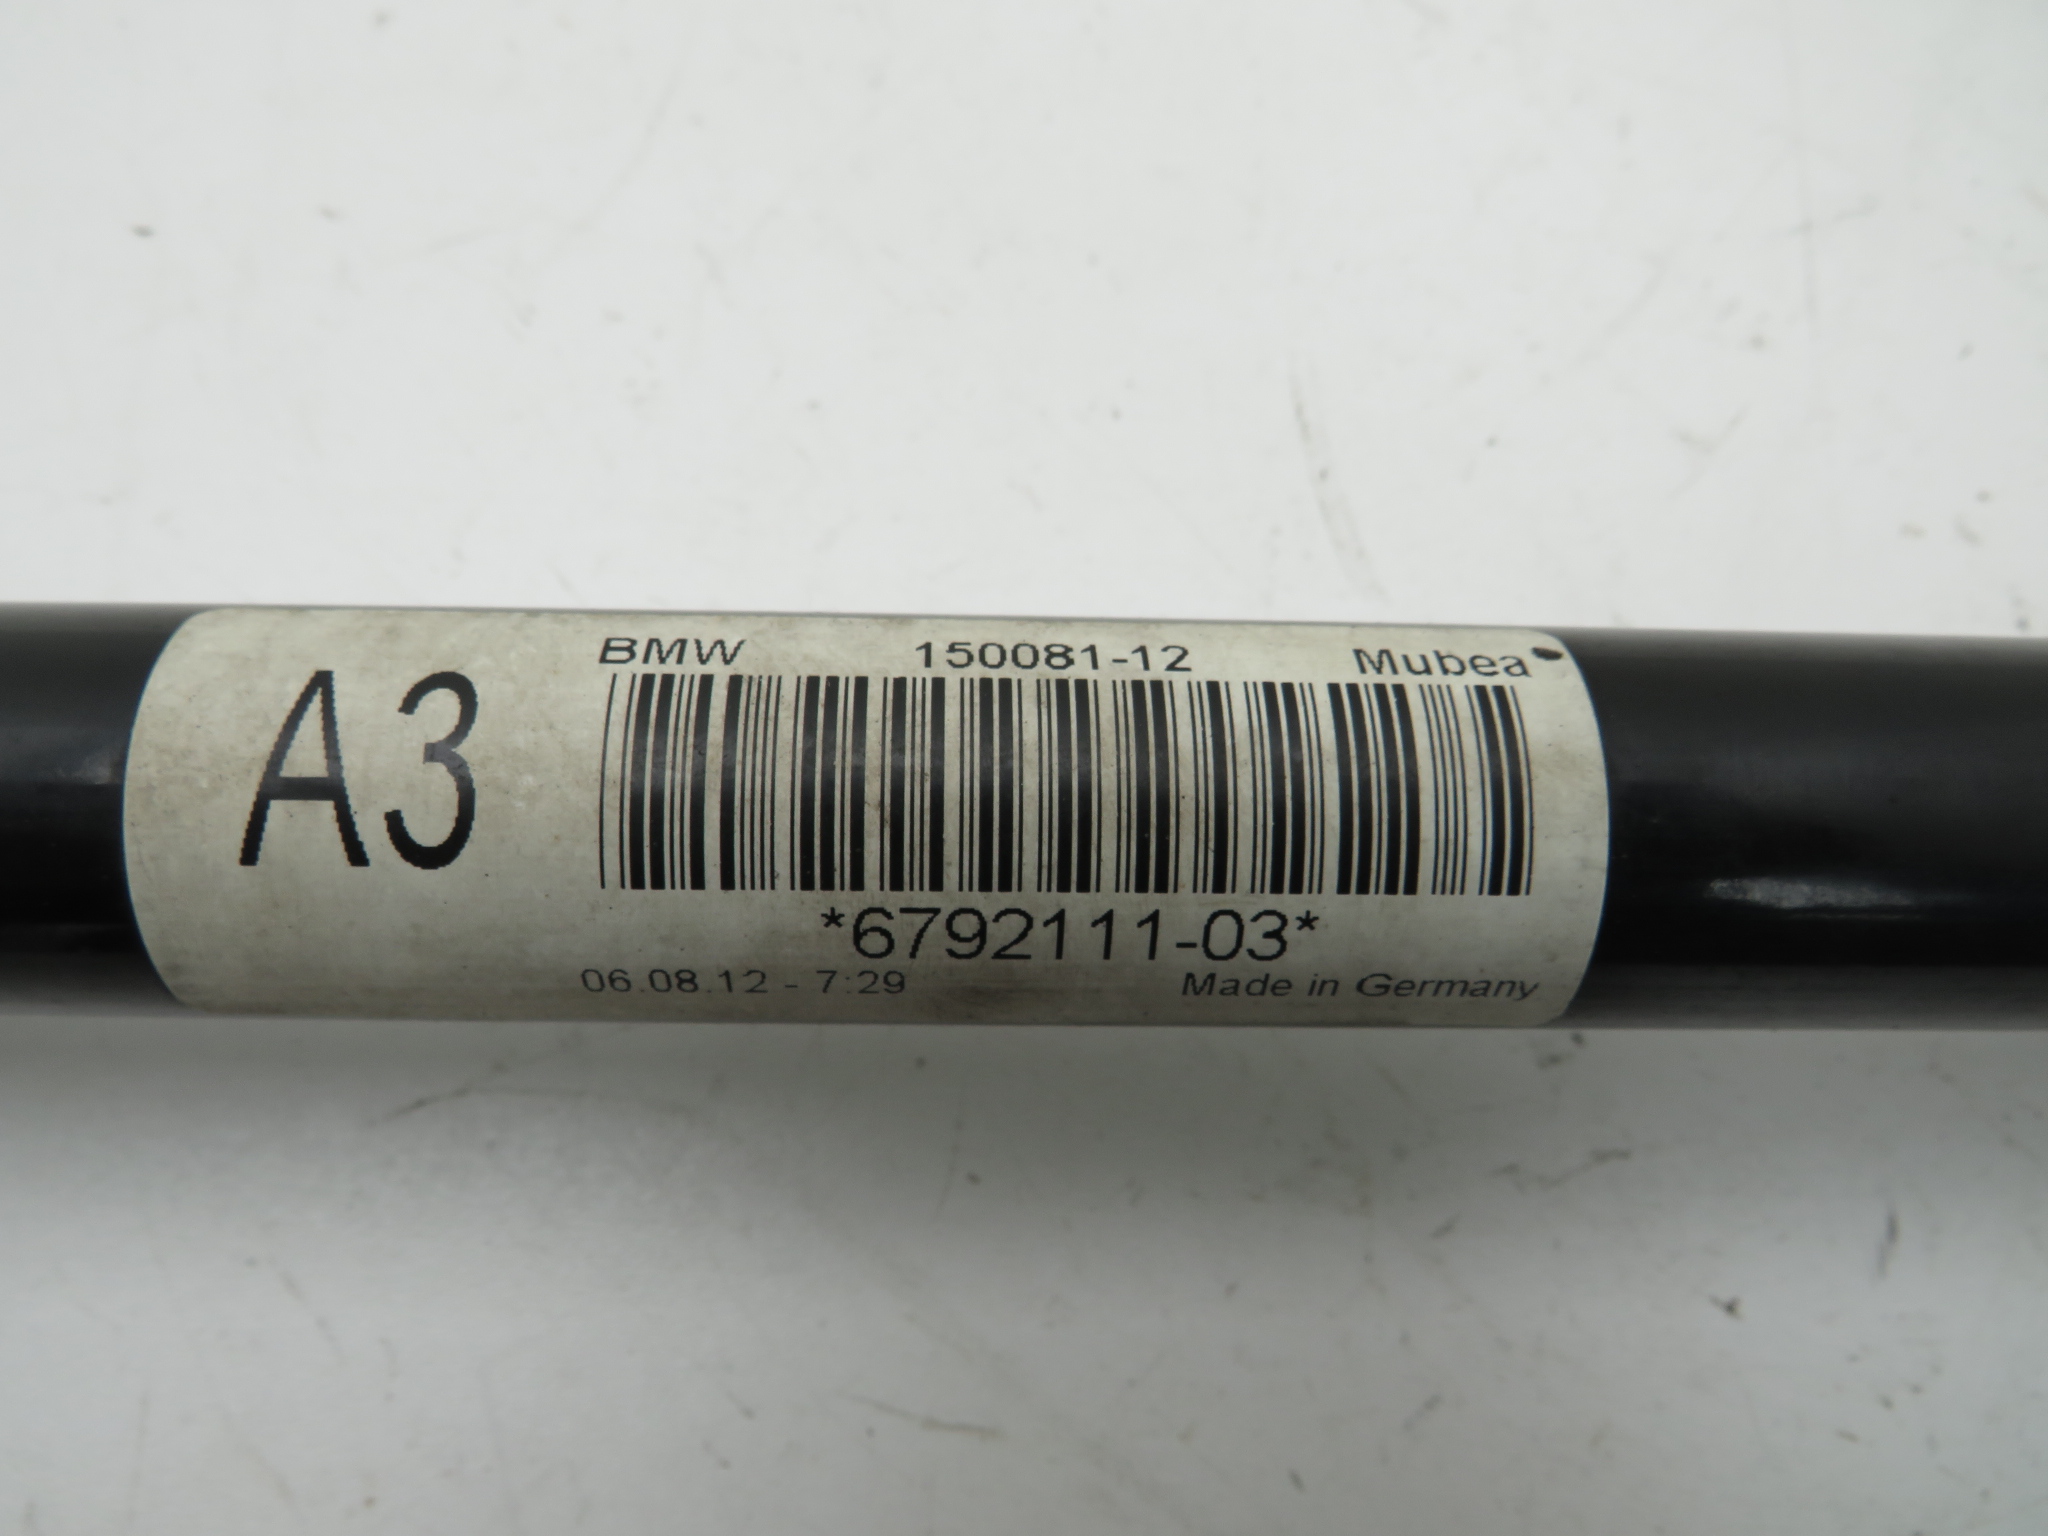 A3
BMW 150081-12 Mubea
*6792111-03*
06.08.12 - 7:29 Made in Germany